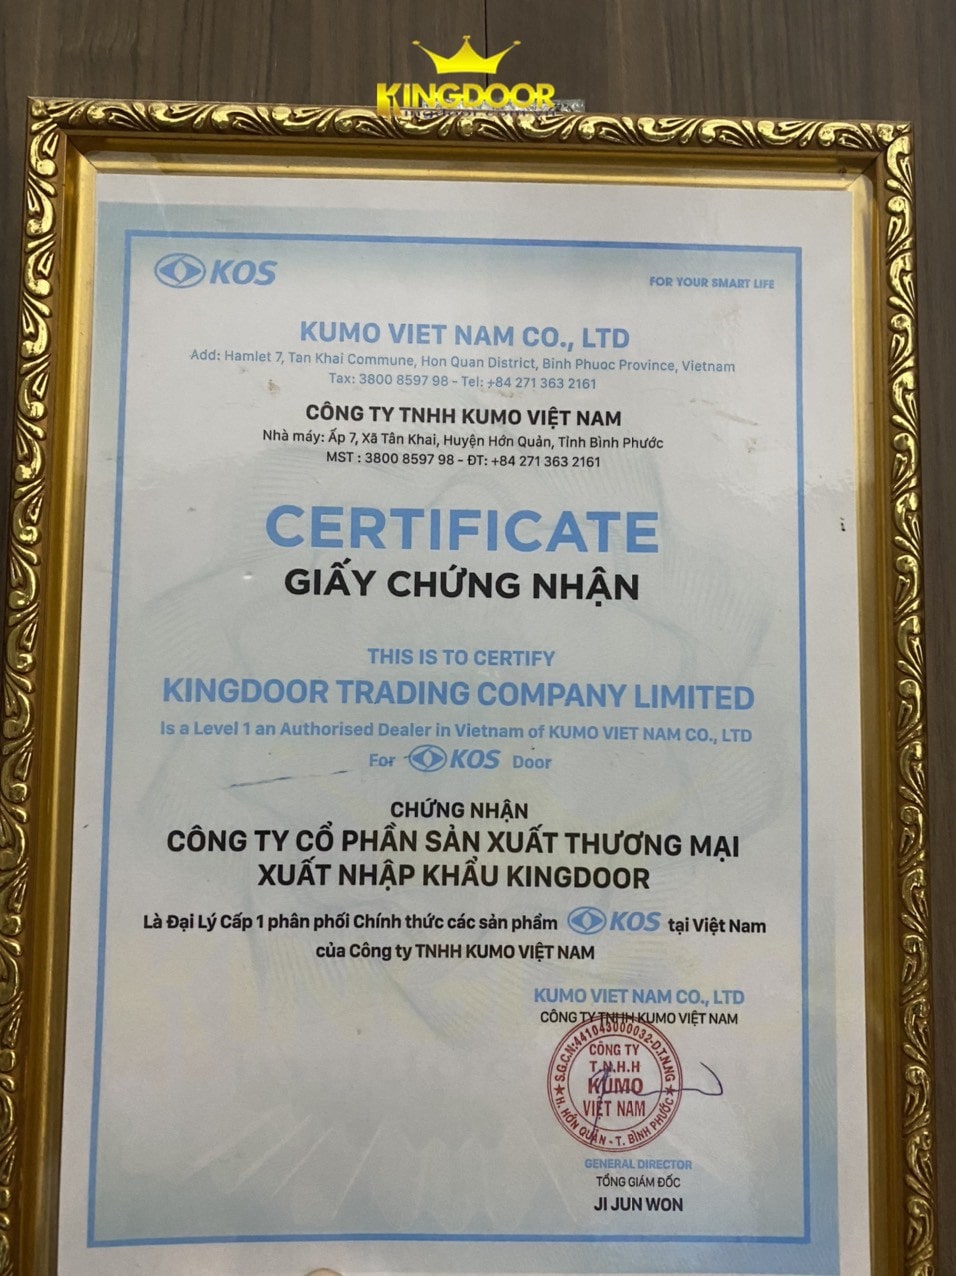 KINGDOOR
KOS
FOR YOUR SMART LIFE
KUMO VIET NAM CO., LTD
Add: Hamlet 7, Tan Khai Commune, Hon Quan District, Binh Phuoc Province, Vietnam
Tax: 3800 8597 98 - Tel: +84 271 363 2161
CÔNG TY TNHH KUMO VIỆT NAM
Nhà máy: Ấp 7, Xã Tân Khai, Huyện Hớn Quản, Tỉnh Bình Phước
MST : 3800 8597 98 - ĐT: +84 271 363 2161
CERTIFICATE
GIẤY CHỨNG NHẬN
THIS IS TO CERTIFY
KINGDOOR TRADING COMPANY LIMITED
Is a Level 1 an Authorised Dealer in Vietnam of KUMO VIET NAM CO., LTD
For KOS Door
CHỨNG NHẬN
CÔNG TY CỔ PHẦN SẢN XUẤT THƯƠNG MẠI
XUẤT NHẬP KHẨU KINGDOOR
Là Đại Lý Cấp 1 phân phối Chính thức các sản phẩm KOS tại Việt Nam
của Công ty TNHH KUMO VIỆT NAM
KUMO VIET NAM CO., LTD
CÔNG TY TNHH KUMO VIỆT NAM
S.G.C.N:441043000032-D.T.N.NG
CÔNG TY
T.N.H.H
KUMO
VIỆT NAM
H. HỚN QUẢN - T. BÌNH PHƯỚC
GENERAL DIRECTOR
TỔNG GIÁM ĐỐC
JI JUN WON